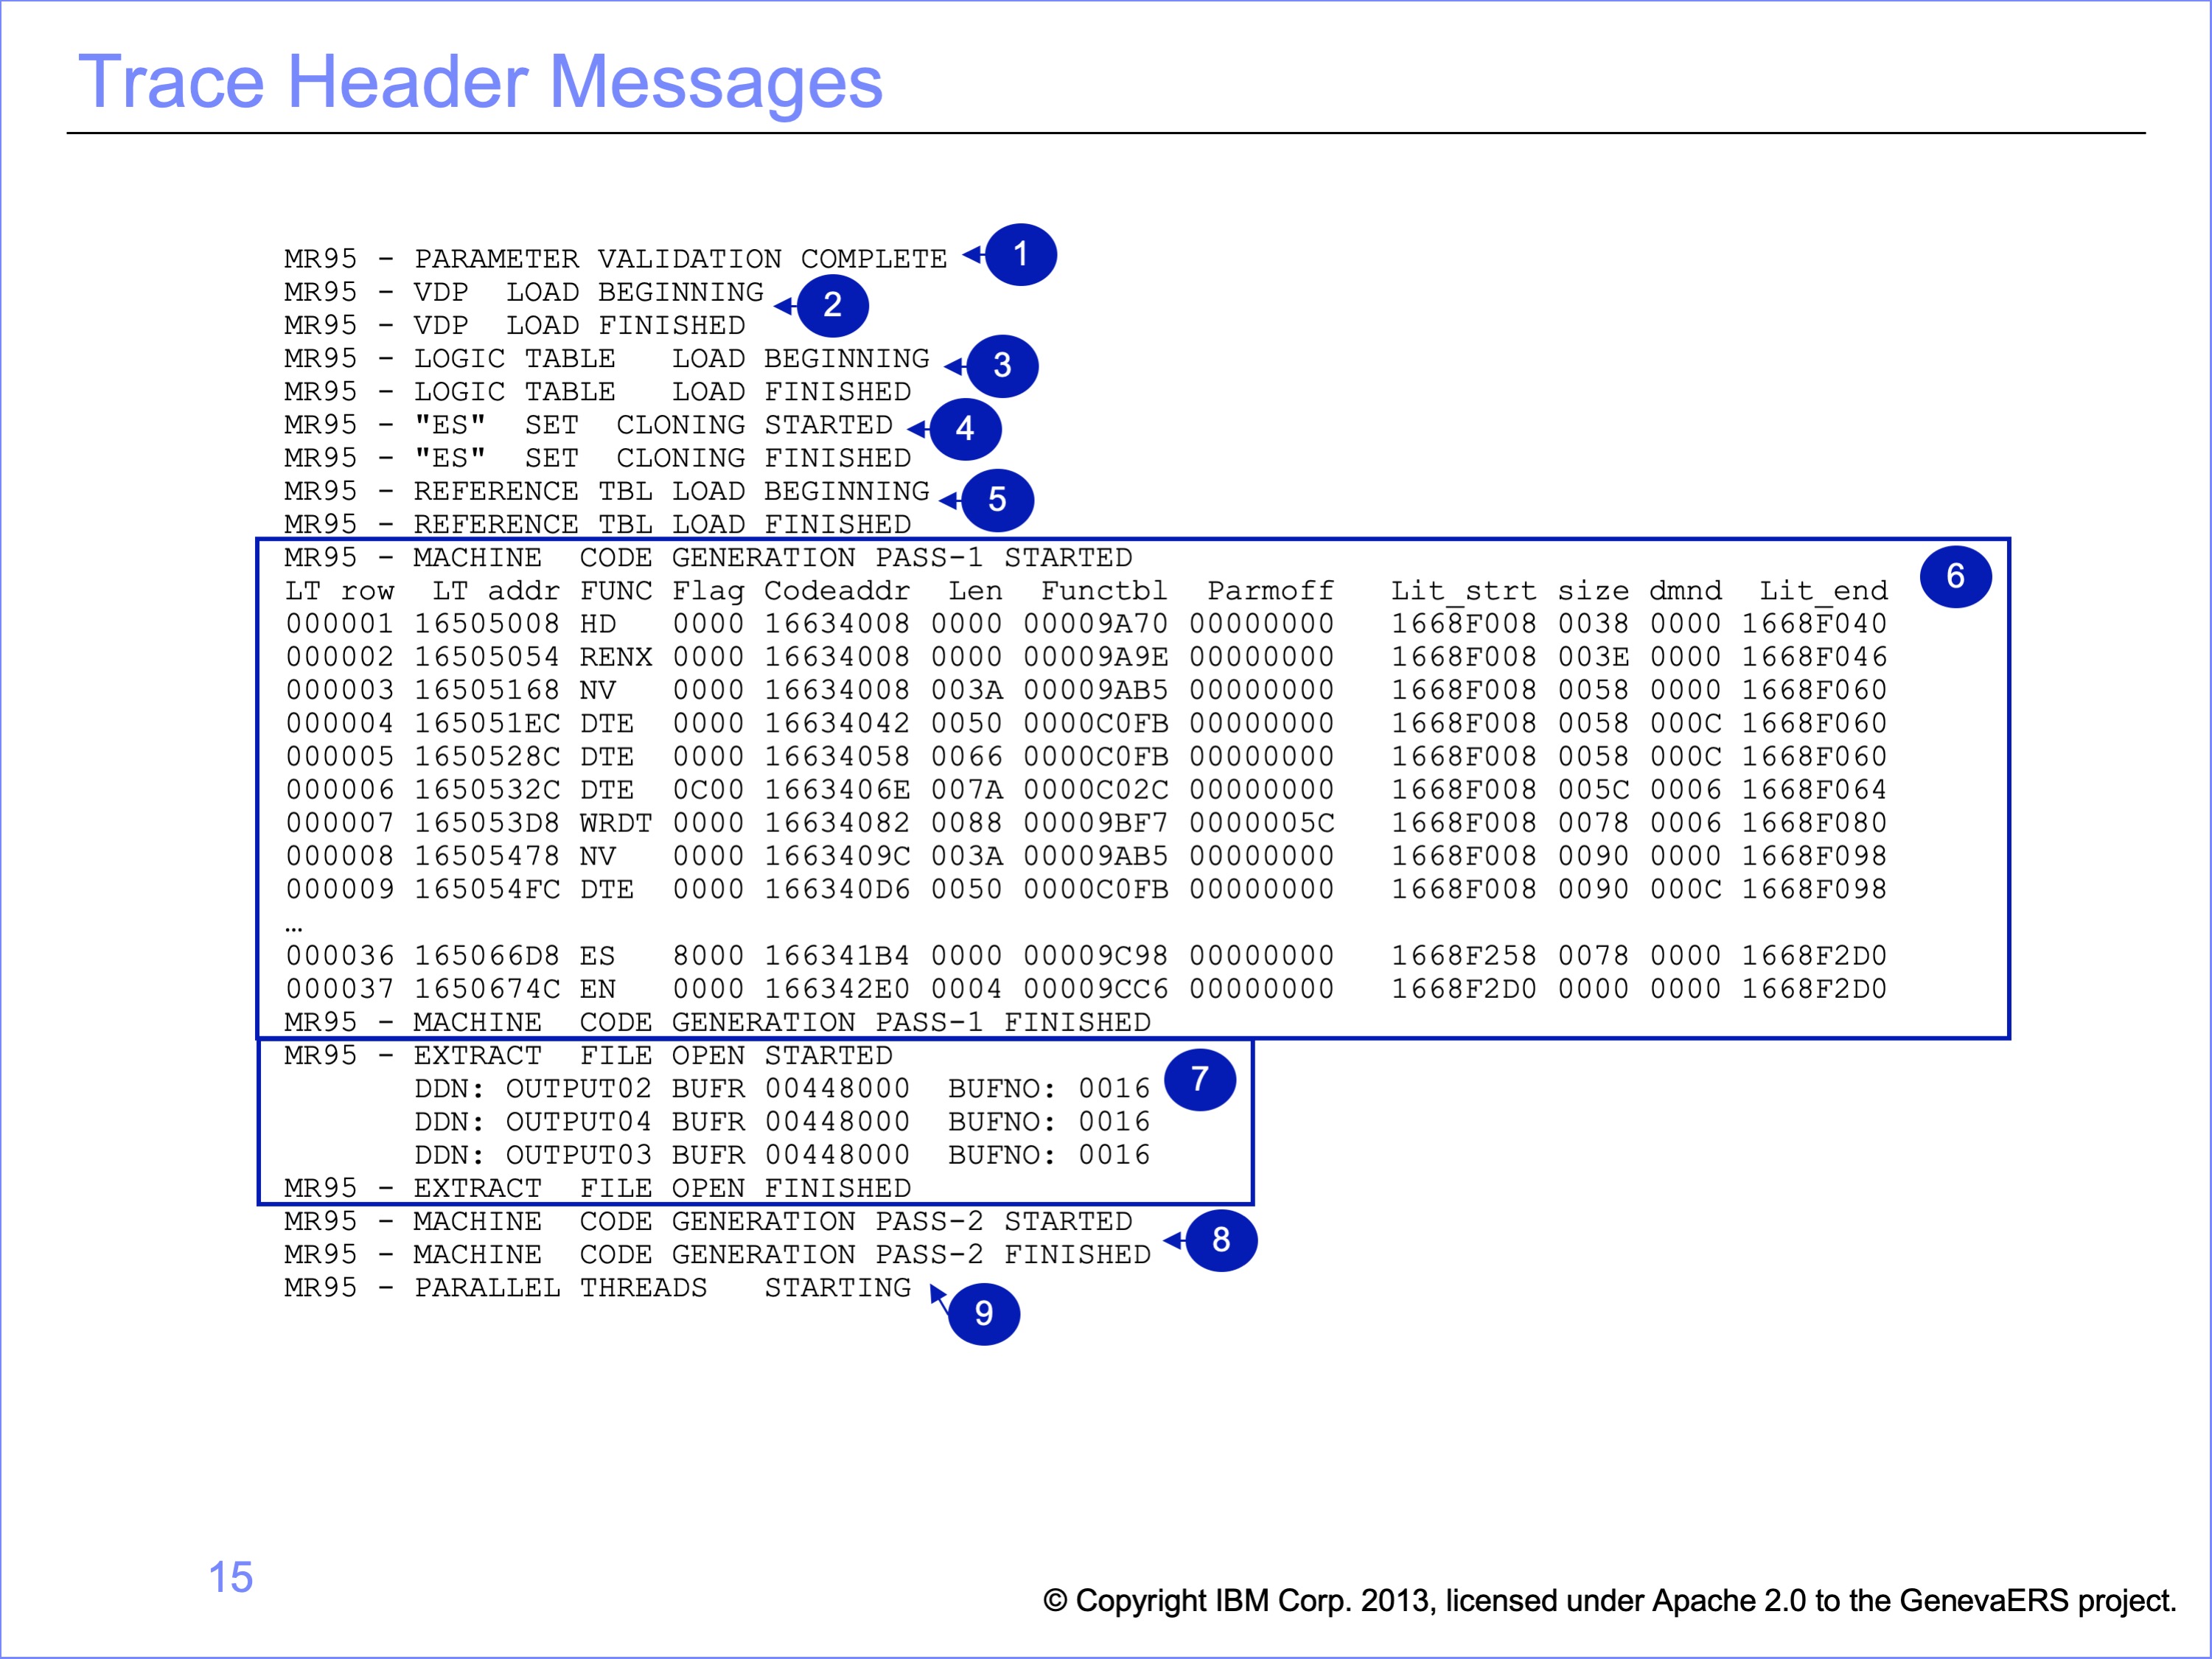 Trace Header Messages
MR95 - PARAMETER VALIDATION COMPLETE 1
MR95 - VDP  LOAD BEGINNING 2
MR95 - VDP  LOAD FINISHED
MR95 - LOGIC TABLE   LOAD BEGINNING 3
MR95 - LOGIC TABLE   LOAD FINISHED
MR95 - "ES"  SET  CLONING STARTED 4
MR95 - "ES"  SET  CLONING FINISHED
MR95 - REFERENCE TBL LOAD BEGINNING 5
MR95 - REFERENCE TBL LOAD FINISHED
MR95 - MACHINE  CODE GENERATION PASS-1 STARTED 6
LT row  LT addr FUNC Flag Codeaddr  Len  Functbl  Parmoff   Lit_strt size dmnd  Lit_end
000001 16505008 HD   0000 16634008 0000 00009A70 00000000   1668F008 0038 0000 1668F040
000002 16505054 RENX 0000 16634008 0000 00009A9E 00000000   1668F008 003E 0000 1668F046
000003 16505168 NV   0000 16634008 003A 00009AB5 00000000   1668F008 0058 0000 1668F060
000004 165051EC DTE  0000 16634042 0050 0000C0FB 00000000   1668F008 0058 000C 1668F060
000005 1650528C DTE  0000 16634058 0066 0000C0FB 00000000   1668F008 0058 000C 1668F060
000006 1650532C DTE  0C00 1663406E 007A 0000C02C 00000000   1668F008 005C 0006 1668F064
000007 165053D8 WRDT 0000 16634082 0088 00009BF7 0000005C   1668F008 0078 0006 1668F080
000008 16505478 NV   0000 1663409C 003A 00009AB5 00000000   1668F008 0090 0000 1668F098
000009 165054FC DTE  0000 166340D6 0050 0000C0FB 00000000   1668F008 0090 000C 1668F098
…
000036 165066D8 ES   8000 166341B4 0000 00009C98 00000000   1668F258 0078 0000 1668F2D0
000037 1650674C EN   0000 166342E0 0004 00009CC6 00000000   1668F2D0 0000 0000 1668F2D0
MR95 - MACHINE  CODE GENERATION PASS-1 FINISHED
MR95 - EXTRACT  FILE OPEN STARTED 7
DDN: OUTPUT02 BUFR 00448000  BUFNO: 0016
DDN: OUTPUT04 BUFR 00448000  BUFNO: 0016
DDN: OUTPUT03 BUFR 00448000  BUFNO: 0016
MR95 - EXTRACT  FILE OPEN FINISHED
MR95 - MACHINE  CODE GENERATION PASS-2 STARTED
MR95 - MACHINE  CODE GENERATION PASS-2 FINISHED 8
MR95 - PARALLEL THREADS   STARTING 9
15
© Copyright IBM Corp. 2013, licensed under Apache 2.0 to the GenevaERS project.